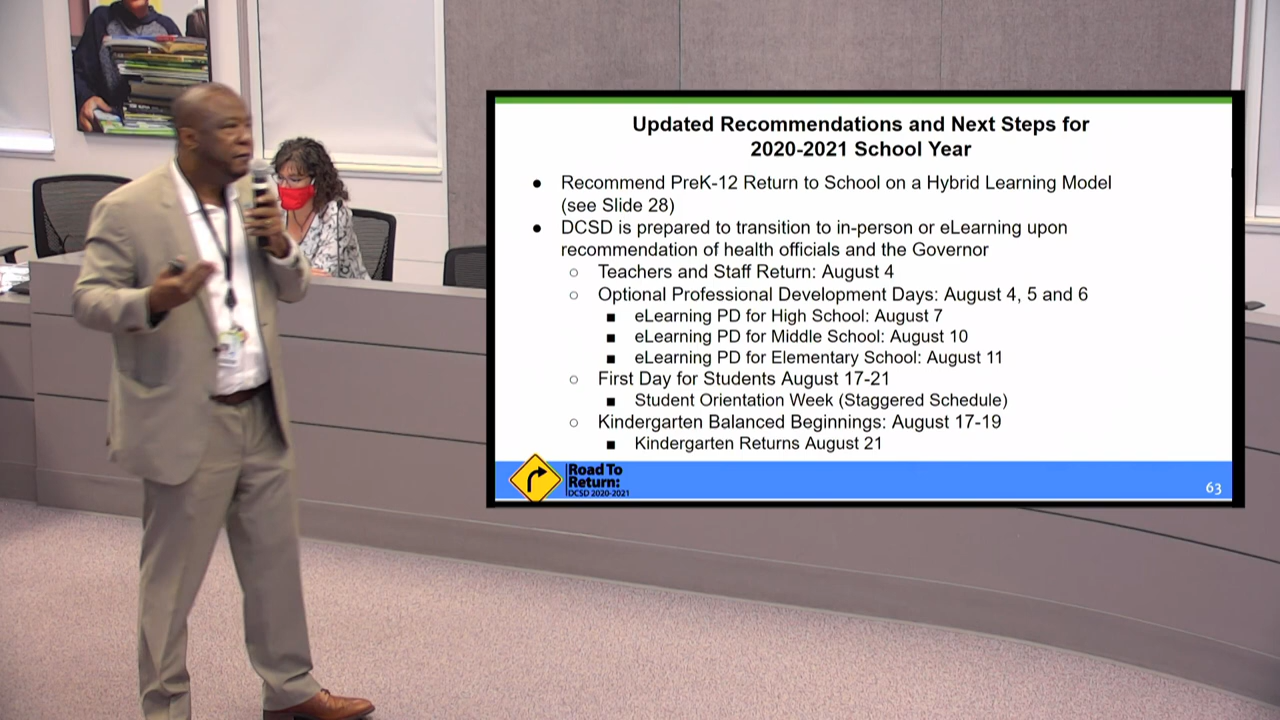 Updated Recommendations and Next Steps for
2020-2021 School Year
● Recommend PreK-12 Return to School on a Hybrid Learning Model
(see Slide 28)
● DCSD is prepared to transition to in-person or eLearning upon
recommendation of health officials and the Governor
○ Teachers and Staff Return: August 4
○ Optional Professional Development Days: August 4, 5 and 6
■ eLearning PD for High School: August 7
■ eLearning PD for Middle School: August 10
■ eLearning PD for Elementary School: August 11
○ First Day for Students August 17-21
■ Student Orientation Week (Staggered Schedule)
○ Kindergarten Balanced Beginnings: August 17-19
■ Kindergarten Returns August 21
Road To
Return:
DCSD 2020-2021
63